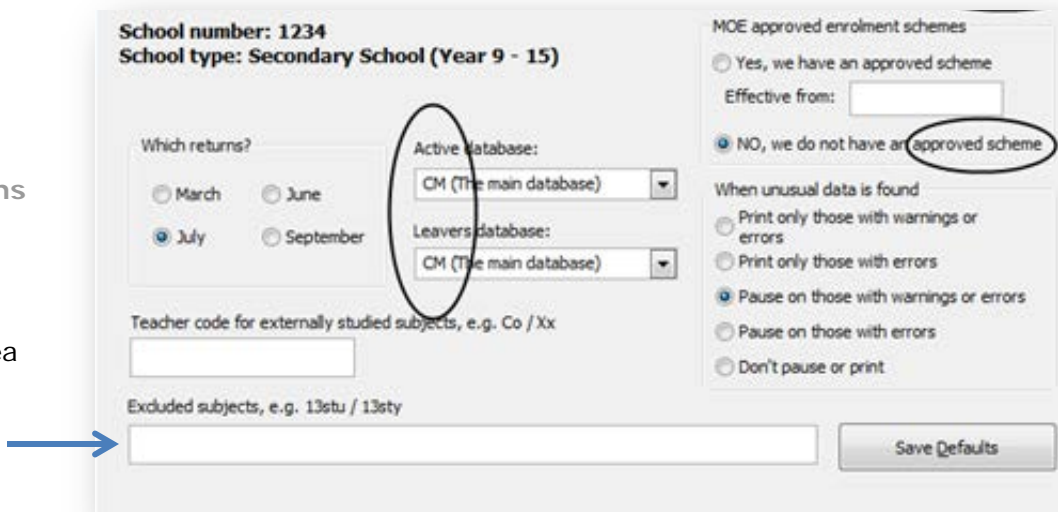 School number: 1234
School type: Secondary School (Year 9 - 15)
MOE approved enrolment schemes
Yes, we have an approved scheme
Effective from:
NO, we do not have an approved scheme
Which returns?
March
June
July
September
Active database:
CM (The main database)
Leavers database:
CM (The main database)
When unusual data is found
Print only those with warnings or
errors
Print only those with errors
Pause on those with warnings or errors
Pause on those with errors
Don't pause or print
Teacher code for externally studied subjects, e.g. Co / Xx
Excluded subjects, e.g. 13stu / 13sty
Save Defaults
ns
ea